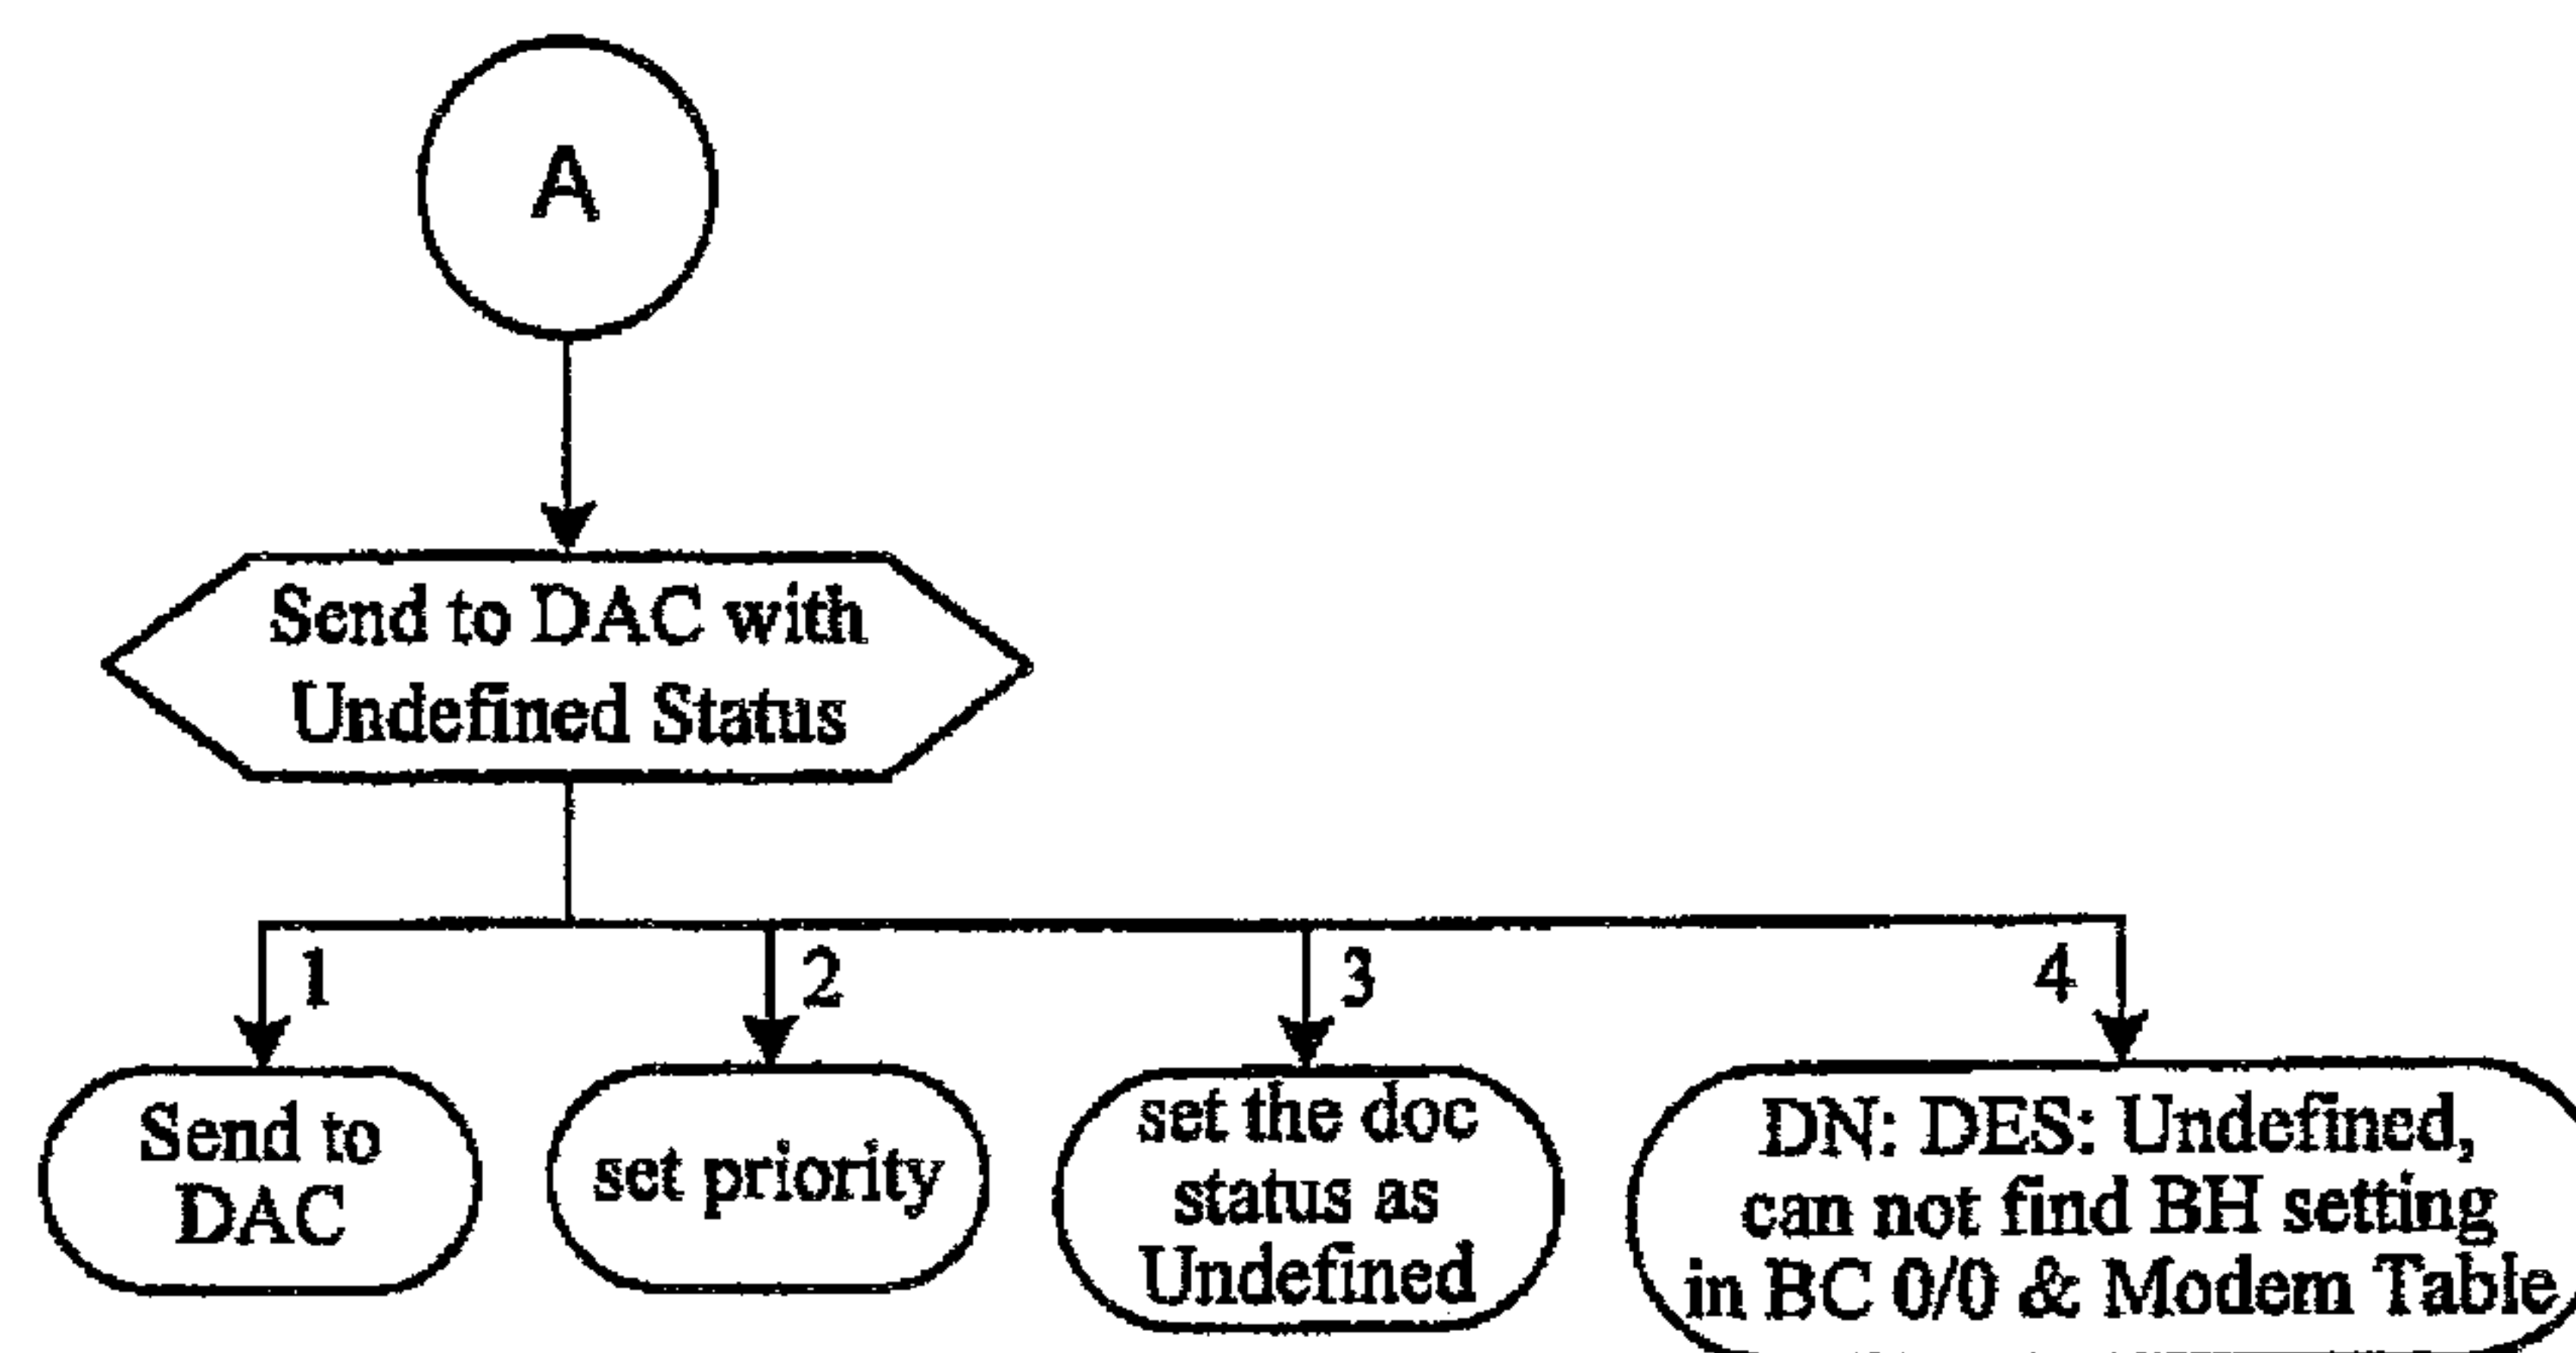 A
Send to DAC with
Undefined Status
1
2
3
4
Send to
DAC
set priority
set the doc
status as
Undefined
DN: DES: Undefined,
can not find BH setting
in BC 0/0 & Modem Table